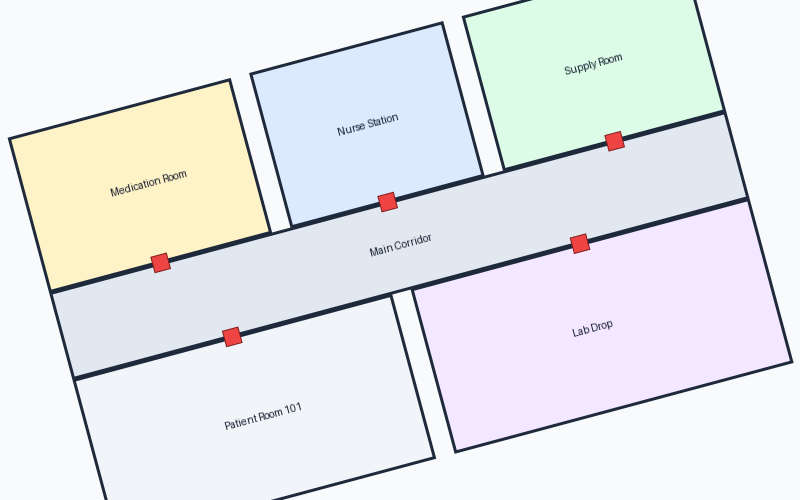 Medication Room
Nurse Station
Supply Room
Main Corridor
Patient Room 101
Lab Drop